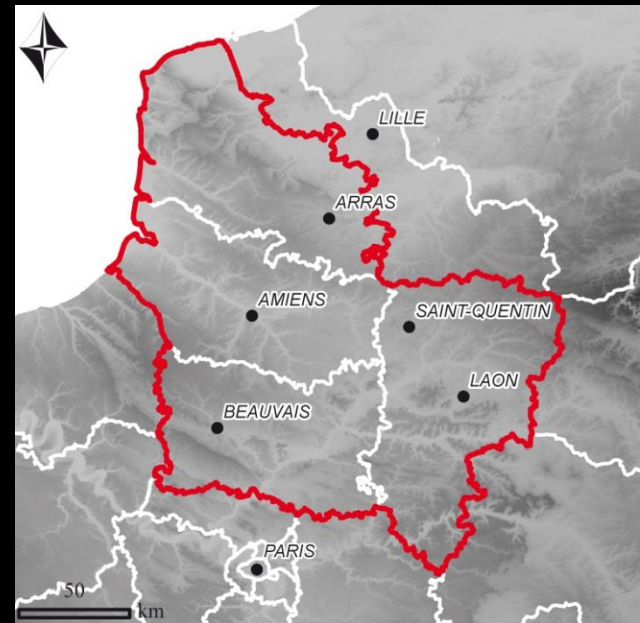 LILLE
ARRAS
AMIENS
SAINT-QUENTIN
LAON
BEAUVAIS
PARIS
50
km